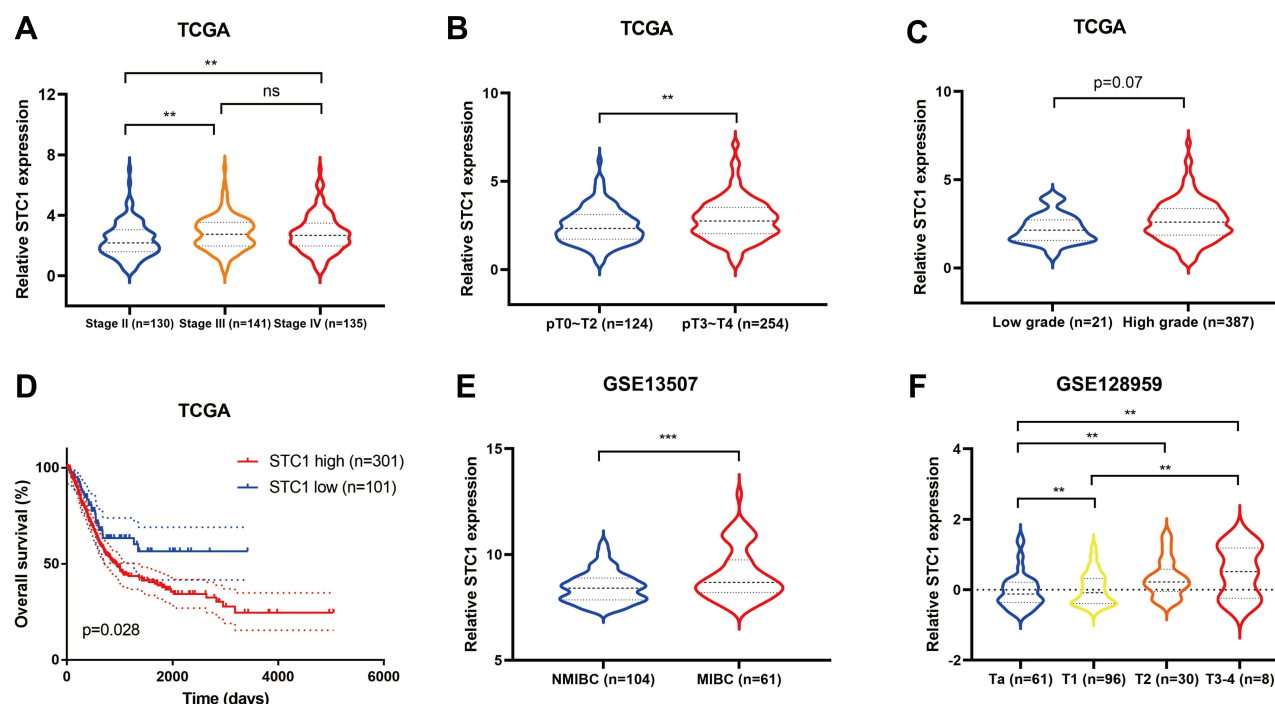 A
TCGA
**
ns
**
12
8
4
0
Relative STC1 expression
Stage II (n=130) Stage III (n=141) Stage IV (n=135)
B
TCGA
**
10
5
0
Relative STC1 expression
pT0~T2 (n=124) pT3~T4 (n=254)
C
TCGA
p=0.07
10
5
0
Relative STC1 expression
Low grade (n=21) High grade (n=387)
D
TCGA
STC1 high (n=301)
STC1 low (n=101)
100
50
0
Overall survival (%)
p=0.028
0 2000 4000 6000
Time (days)
E
GSE13507
***
15
10
5
Relative STC1 expression
NMIBC (n=104) MIBC (n=61)
F
GSE128959
**
**
**
**
4
2
0
-2
Relative STC1 expression
Ta (n=61) T1 (n=96) T2 (n=30) T3-4 (n=8)